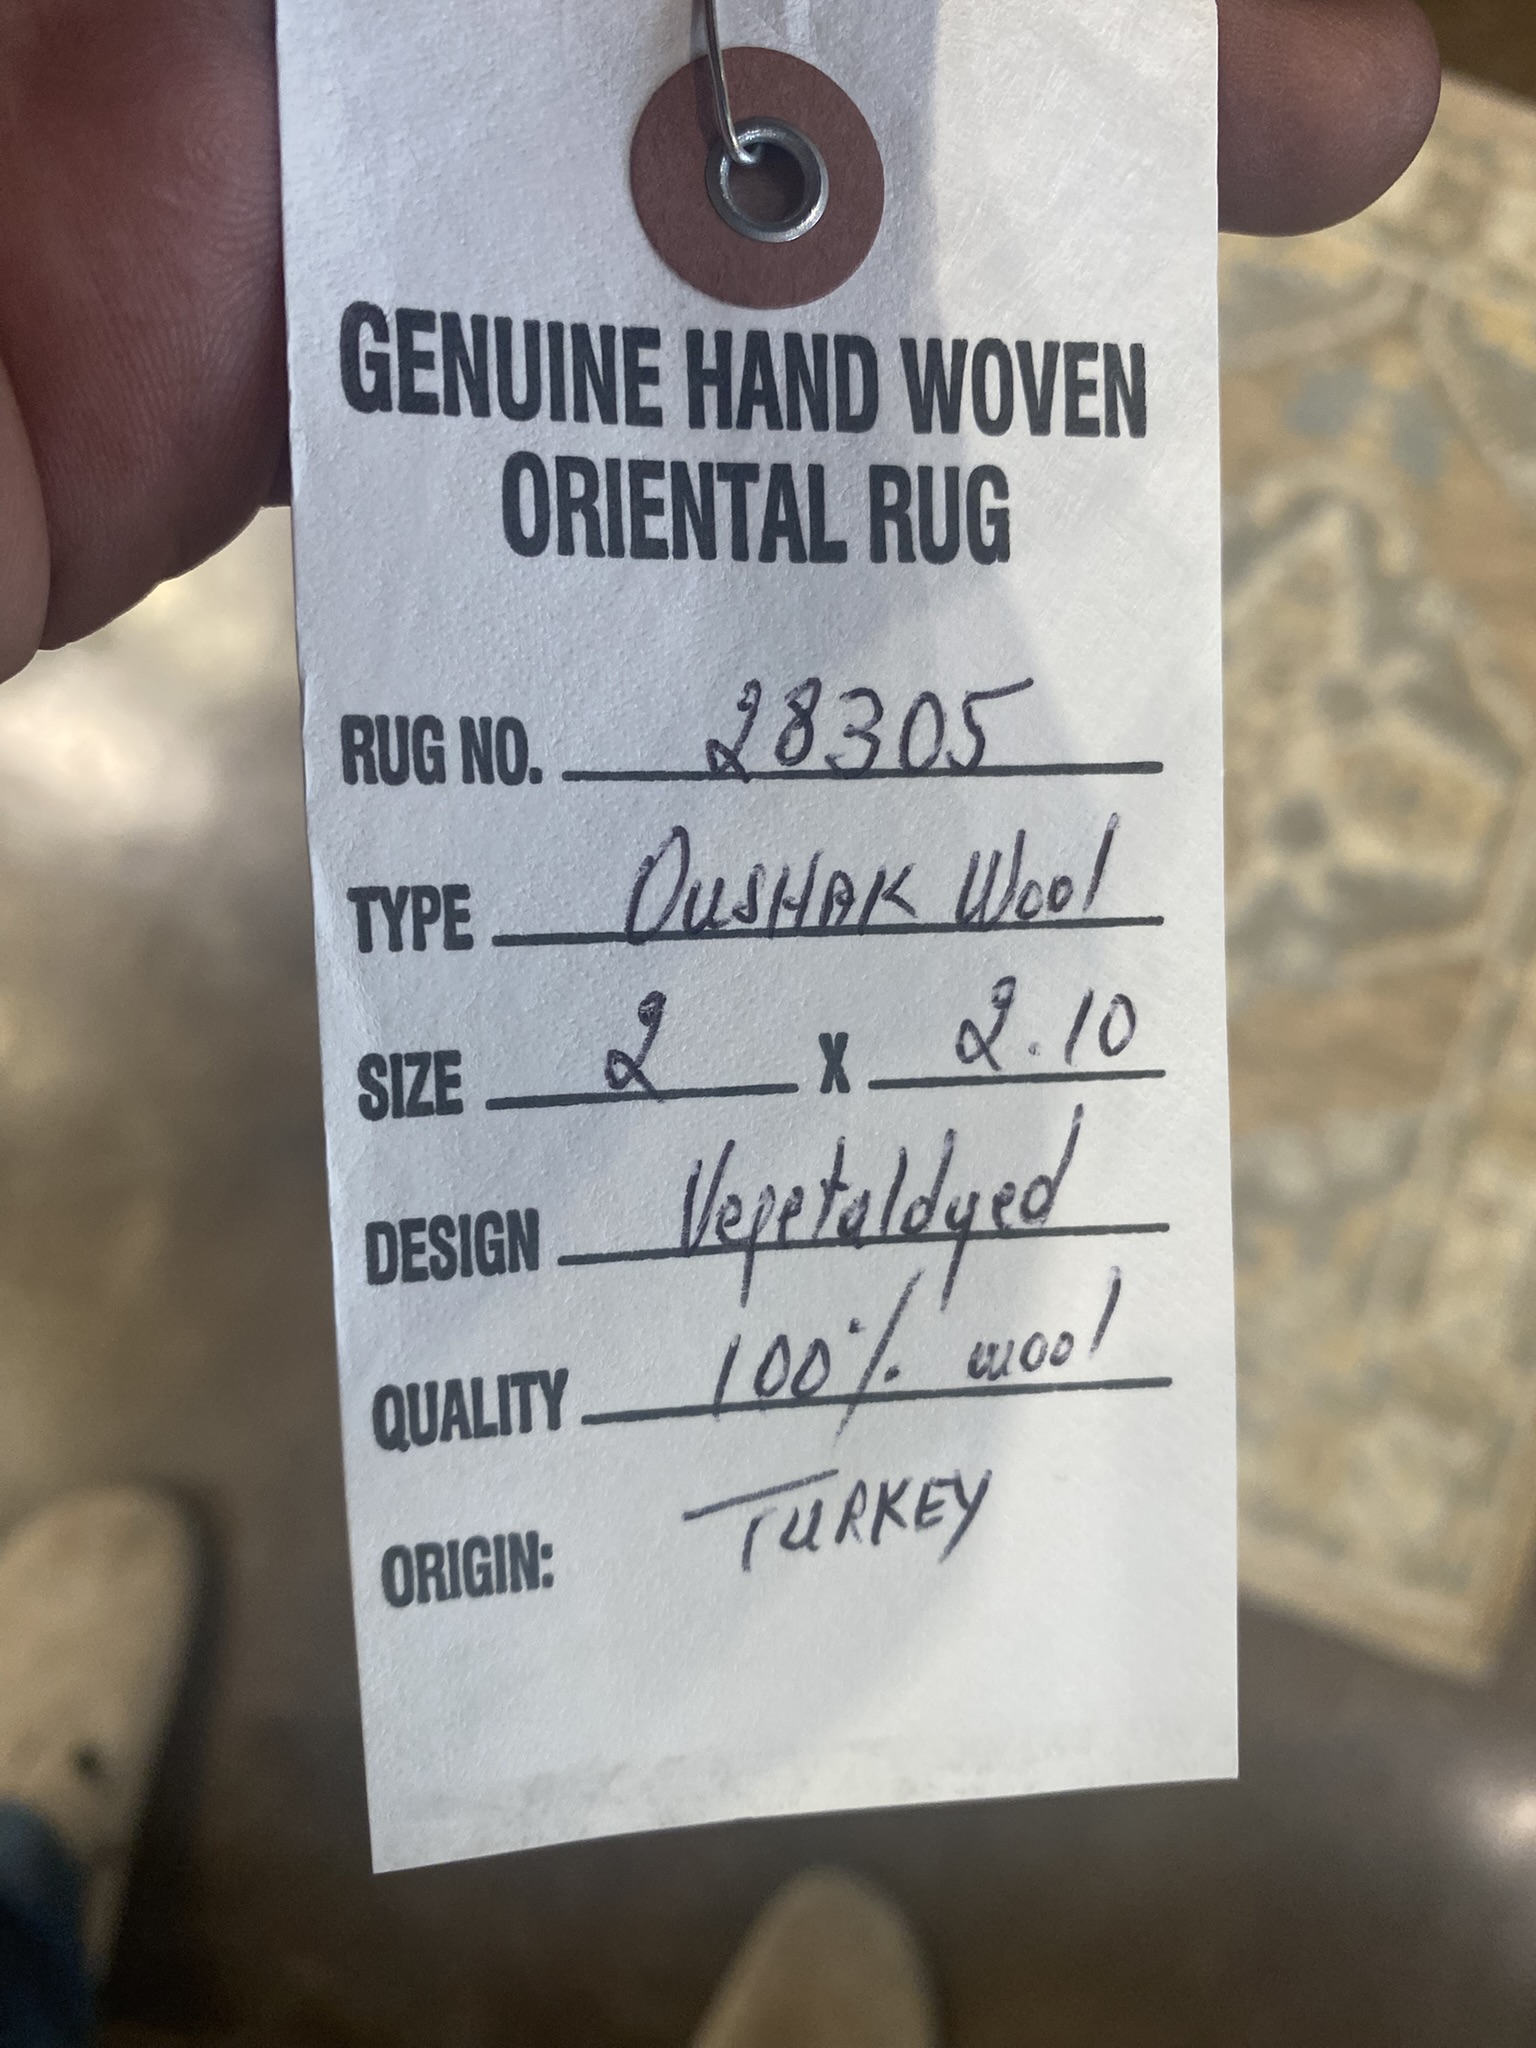 GENUINE HAND WOVEN
ORIENTAL RUG
RUG NO. 28305
TYPE OUSHAK Wool
SIZE 2 X 2.10
DESIGN Vegetaldyed
QUALITY 100% wool
ORIGIN: TURKEY